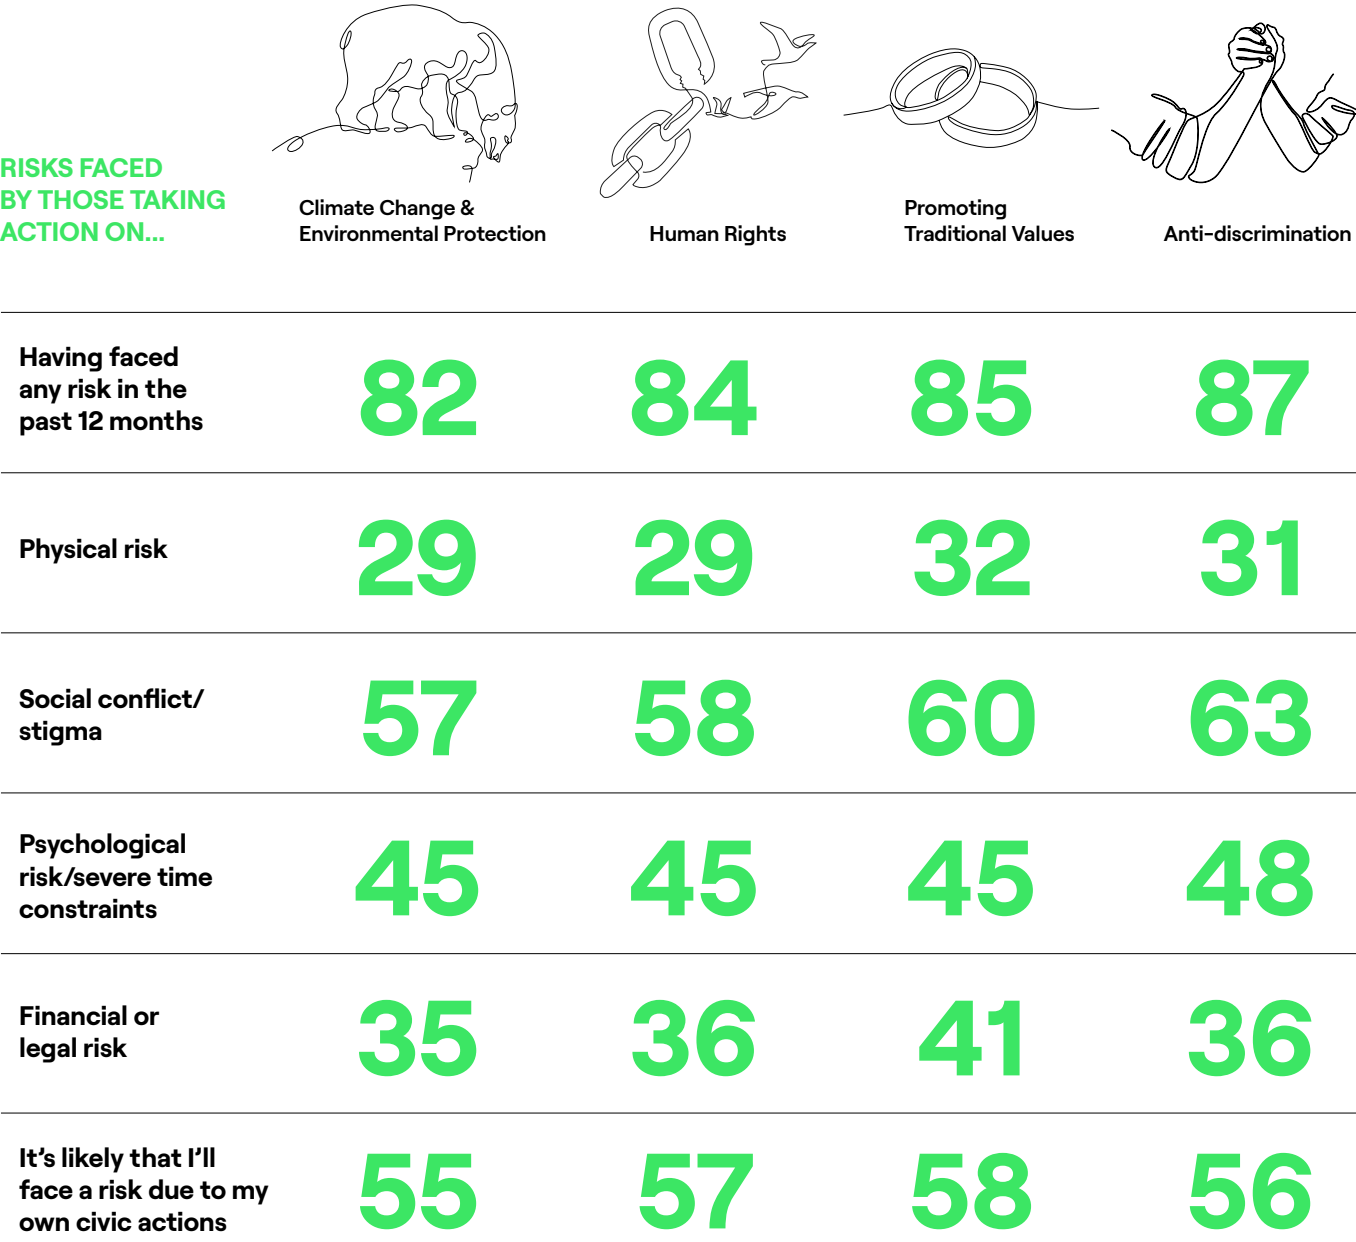 RISKS FACED
BY THOSE TAKING
ACTION ON...
Climate Change &
Environmental Protection
Human Rights
Promoting
Traditional Values
Anti-discrimination
Having faced
any risk in the
past 12 months
82 84 85 87
Physical risk
29 29 32 31
Social conflict/
stigma
57 58 60 63
Psychological
risk/severe time
constraints
45 45 45 48
Financial or
legal risk
35 36 41 36
It’s likely that I’ll
face a risk due to my
own civic actions
55 57 58 56